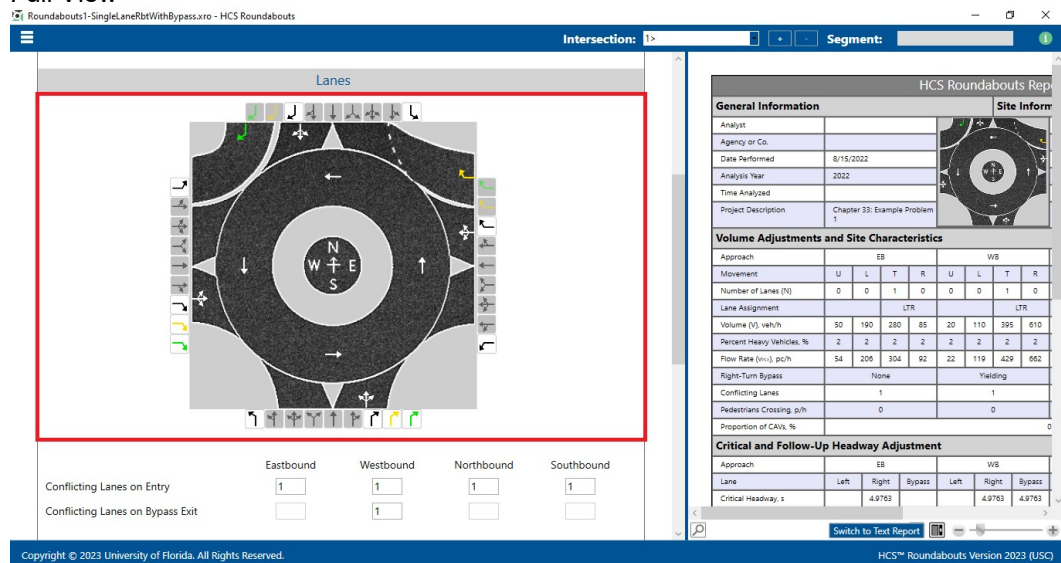 Full View
Roundabouts1-SingleLaneRbtWithBypass.xro - HCS Roundabouts
Intersection: 1> + - Segment:
Lanes
N
W E
S
Eastbound Westbound Northbound Southbound
Conflicting Lanes on Entry 1 1 1 1
Conflicting Lanes on Bypass Exit 1
HCS Roundabouts Rep
General Information Site Inform
Analyst
Agency or Co.
Date Performed 8/15/2022
Analysis Year 2022
Time Analyzed
Project Description Chapter 33: Example Problem
1
N
W E
S
Volume Adjustments and Site Characteristics
Approach EB WB
Movement U L T R U L T R
Number of Lanes (N) 0 0 1 0 0 0 1 0
Lane Assignment LTR LTR
Volume (V), veh/h 50 190 280 85 20 110 395 610
Percent Heavy Vehicles, % 2 2 2 2 2 2 2 2
Flow Rate (VPCE), pc/h 54 206 304 92 22 119 429 662
Right-Turn Bypass None Yielding
Conflicting Lanes 1 1
Pedestrians Crossing, p/h 0 0
Proportion of CAVs, % 0
Critical and Follow-Up Headway Adjustment
Approach EB WB
Lane Left Right Bypass Left Right Bypass
Critical Headway, s 4.9763 4.9763 4.9763
Switch to Text Report
Copyright © 2023 University of Florida. All Rights Reserved. HCS™ Roundabouts Version 2023 (USC)